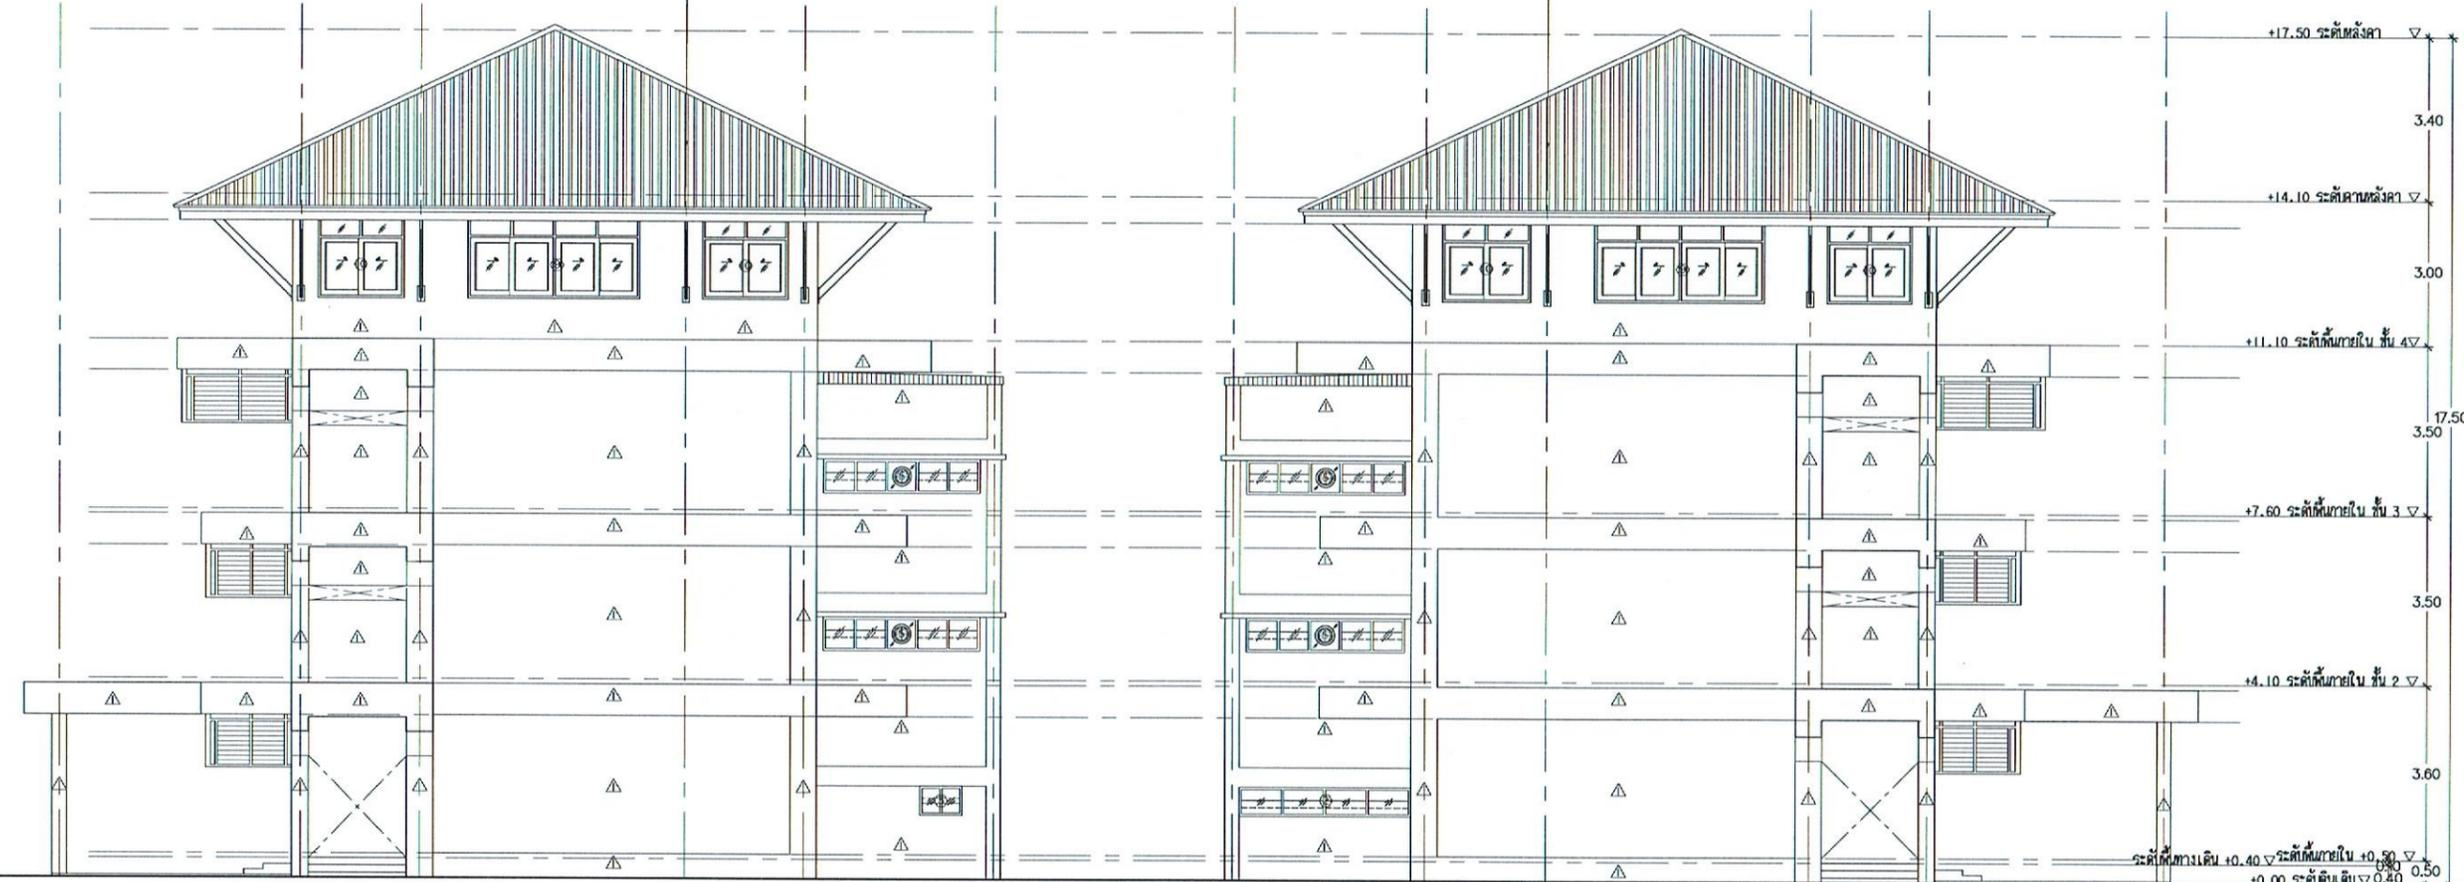 +17.50 ระดับหลังคา
3.40
+14.10 ระดับคานหลังคา
3.00
+11.10 ระดับพื้นภายใน ชั้น 4
17.50
3.50
+7.60 ระดับพื้นภายใน ชั้น 3
3.50
+4.10 ระดับพื้นภายใน ชั้น 2
3.60
ระดับพื้นทางเดิน +0.40 ระดับพื้นภายใน +0.50
0.10 0.50
+0.00 ระดับดินเดิม 0.40